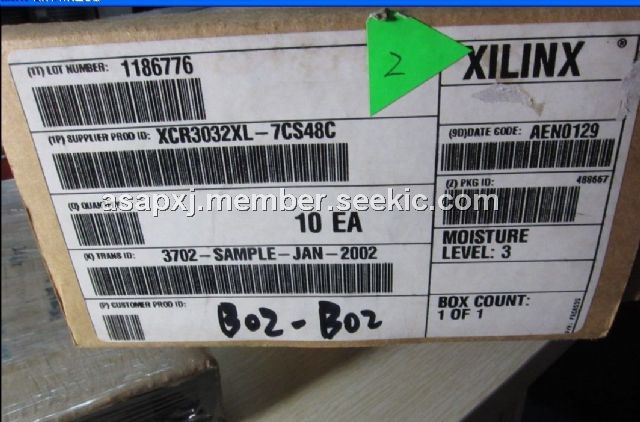 2
XILINX ®
(1T) LOT NUMBER: 1186776
(1P) SUPPLIER PROD ID: XCR3032XL-7CS48C
(9D)DATE CODE: AEN0129
(Z) PKG ID: 488667
(Q) QUANTITY
10 EA
asapxj.member.seekic.com
MOISTURE
LEVEL: 3
(K) TRANS ID: 3702-SAMPLE-JAN-2002
(P) CUSTOMER PROD ID:
B02-B02
BOX COUNT:
1 OF 1